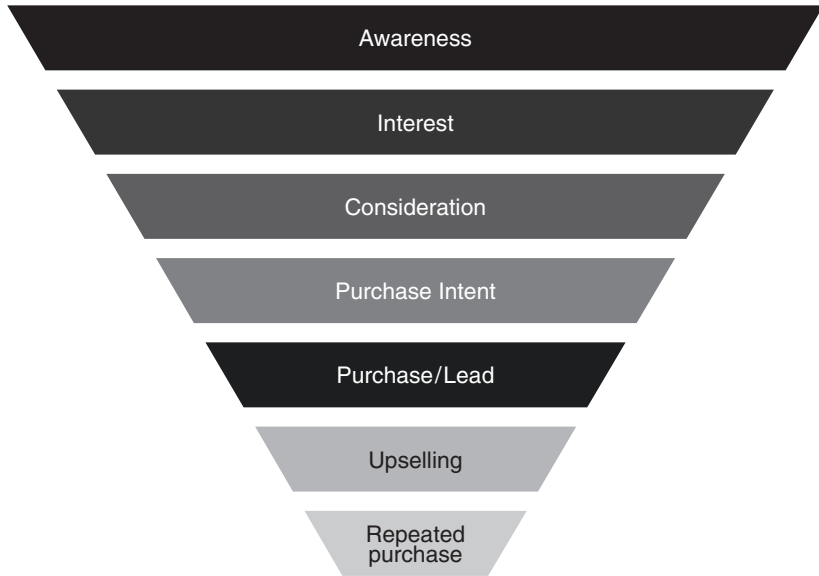 Awareness
Interest
Consideration
Purchase Intent
Purchase/Lead
Upselling
Repeated
purchase